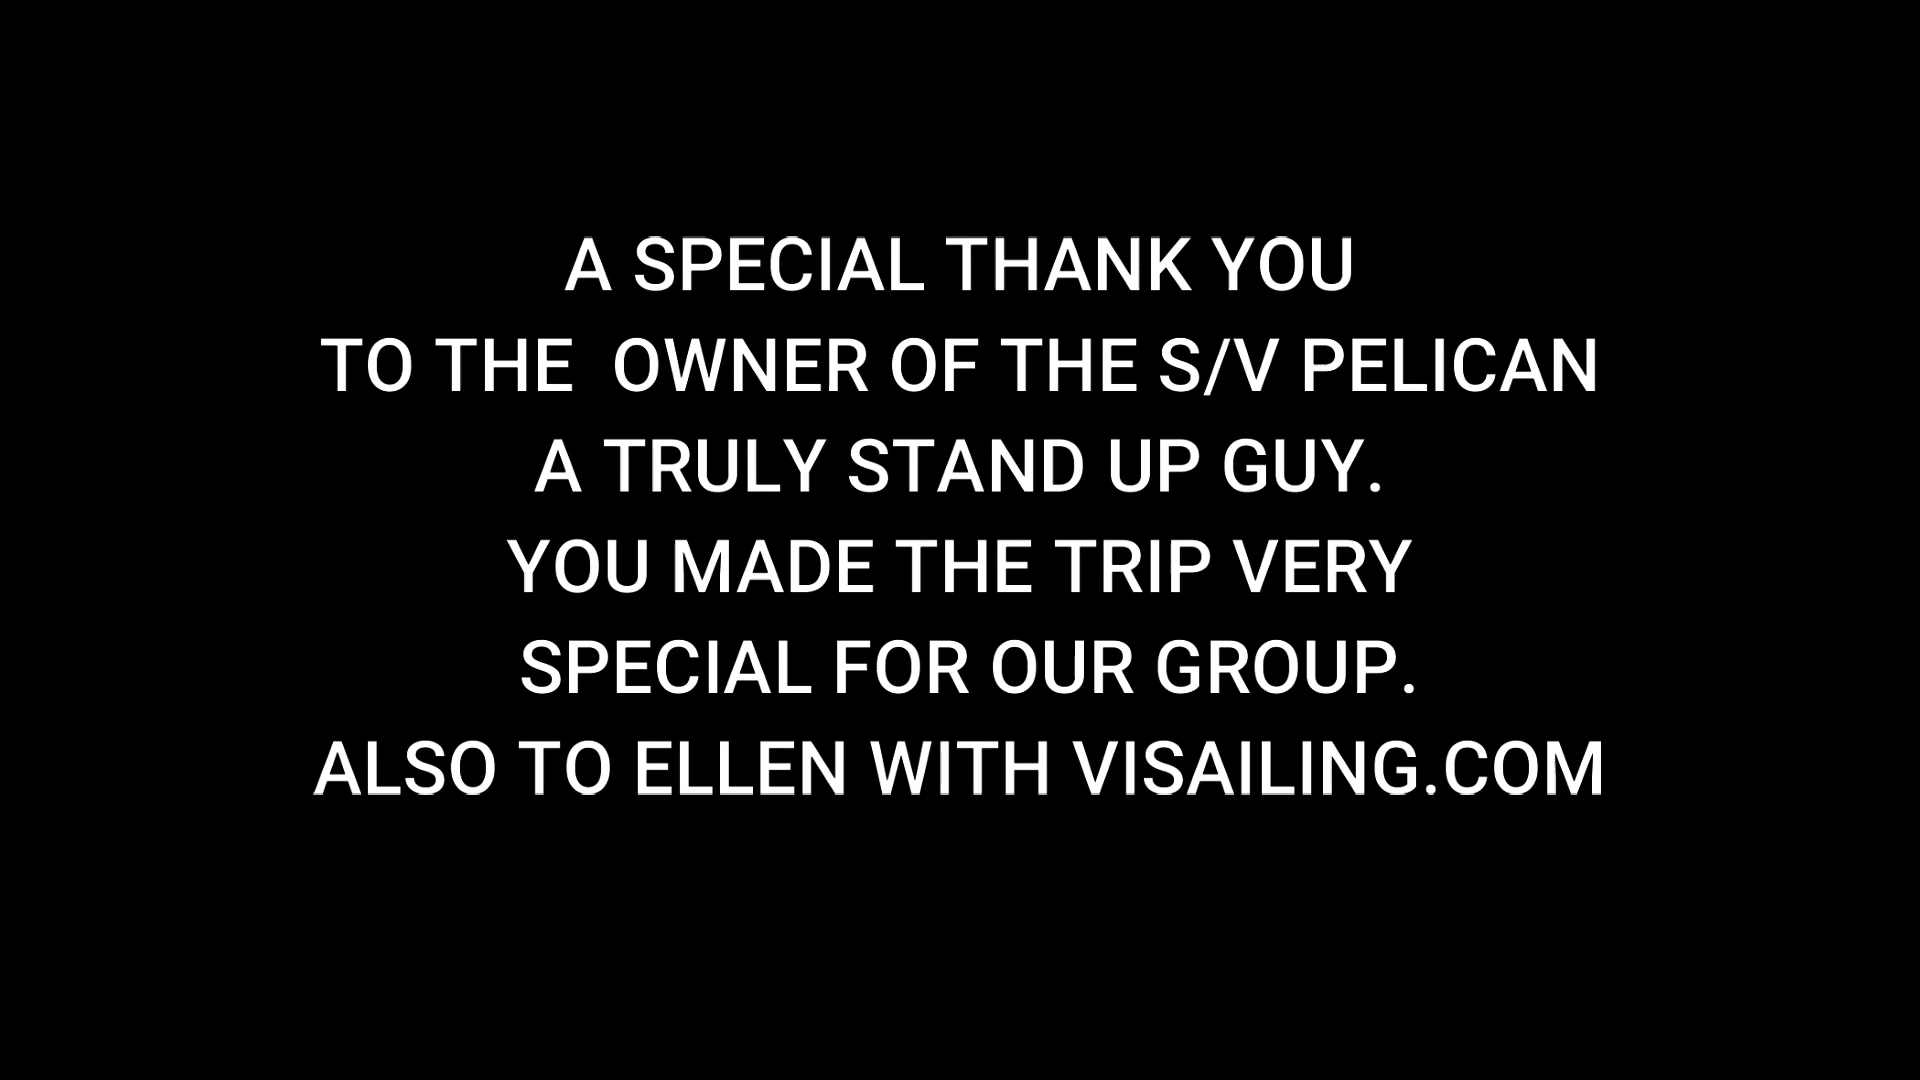 A SPECIAL THANK YOU
TO THE  OWNER OF THE S/V PELICAN
A TRULY STAND UP GUY.
YOU MADE THE TRIP VERY
SPECIAL FOR OUR GROUP.
ALSO TO ELLEN WITH VISAILING.COM